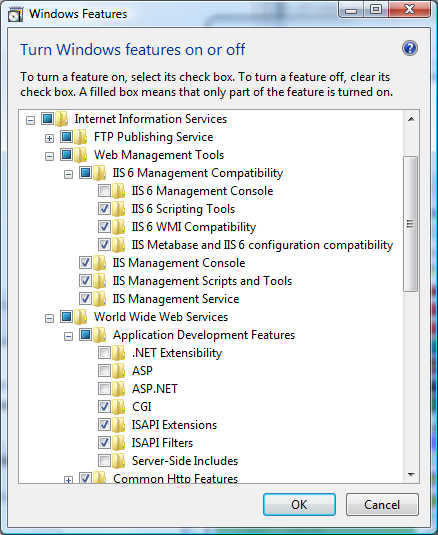 Windows Features
Turn Windows features on or off
To turn a feature on, select its check box. To turn a feature off, clear its
check box. A filled box means that only part of the feature is turned on.
Internet Information Services
FTP Publishing Service
Web Management Tools
IIS 6 Management Compatibility
IIS 6 Management Console
IIS 6 Scripting Tools
IIS 6 WMI Compatibility
IIS Metabase and IIS 6 configuration compatibility
IIS Management Console
IIS Management Scripts and Tools
IIS Management Service
World Wide Web Services
Application Development Features
.NET Extensibility
ASP
ASP.NET
CGI
ISAPI Extensions
ISAPI Filters
Server-Side Includes
Common Http Features
OK
Cancel